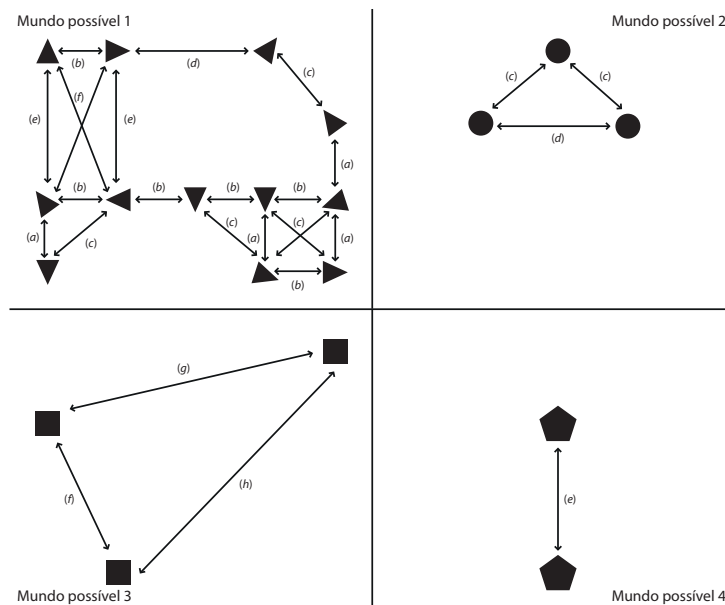 Mundo possível 1
Mundo possível 2
(b)
(d)
(c)
(c)
(c)
(f)
(e)
(e)
(d)
(a)
(b)
(b)
(b)
(b)
(a)
(c)
(c)
(a)
(c)
(a)
(b)
(g)
(h)
(f)
(e)
Mundo possível 3
Mundo possível 4